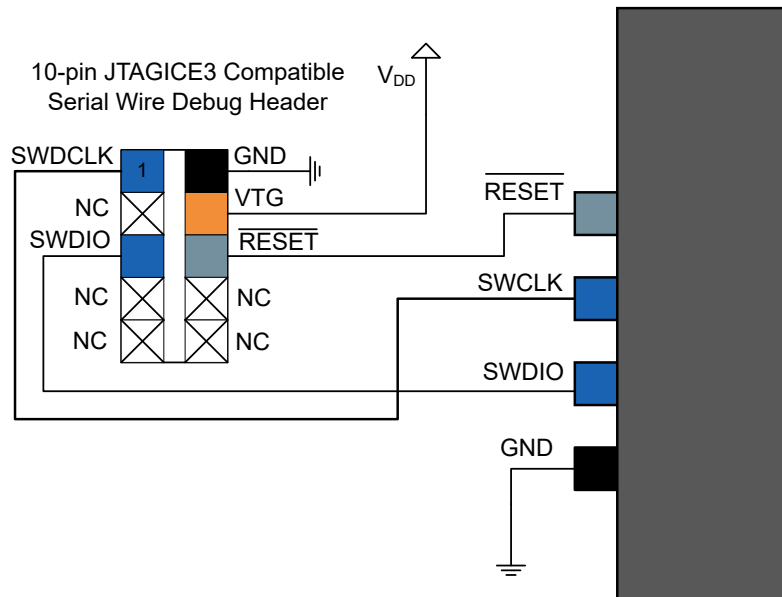 10-pin JTAGICE3 Compatible
Serial Wire Debug Header
VDD
SWDCLK
1
GND
NC
VTG
SWDIO
RESET
NC
NC
NC
NC
RESET
SWCLK
SWDIO
GND